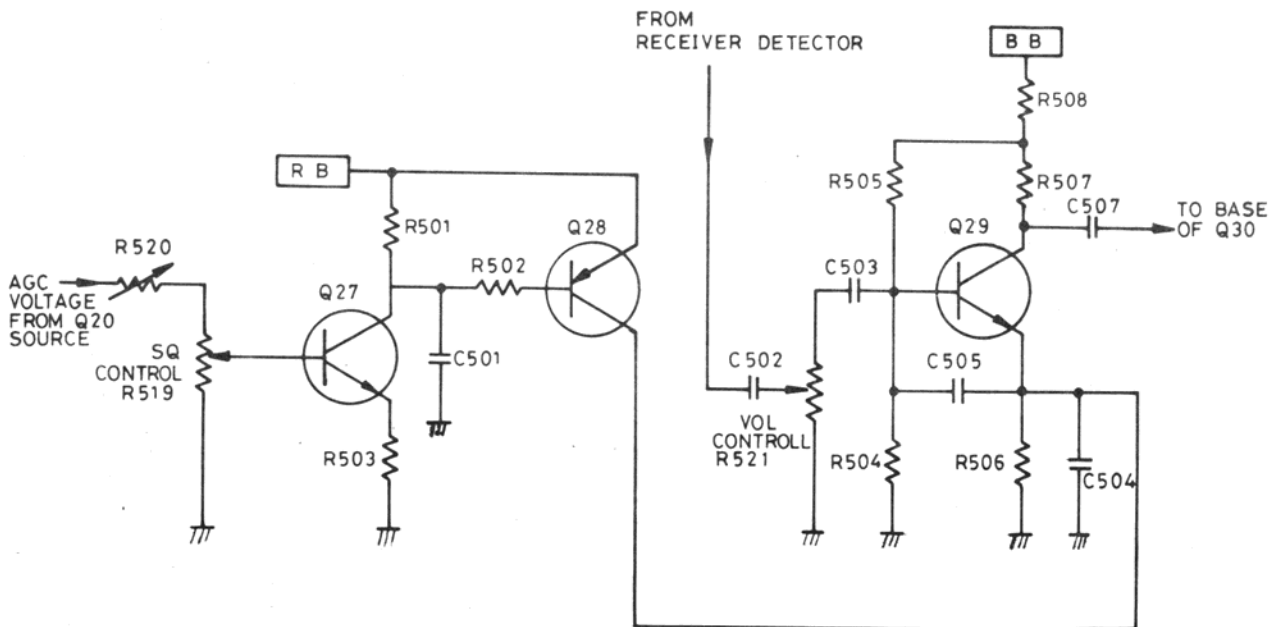 FROM
RECEIVER DETECTOR
B B
R508
R B
R505
R507
C507
TO BASE
OF Q30
R501
Q28
Q29
R520
R502
C503
AGC
VOLTAGE
FROM Q20
SOURCE
Q27
SQ
CONTROL
R519
C501
C502
C505
VOL
CONTROLL
R521
R503
R504
R506
C504